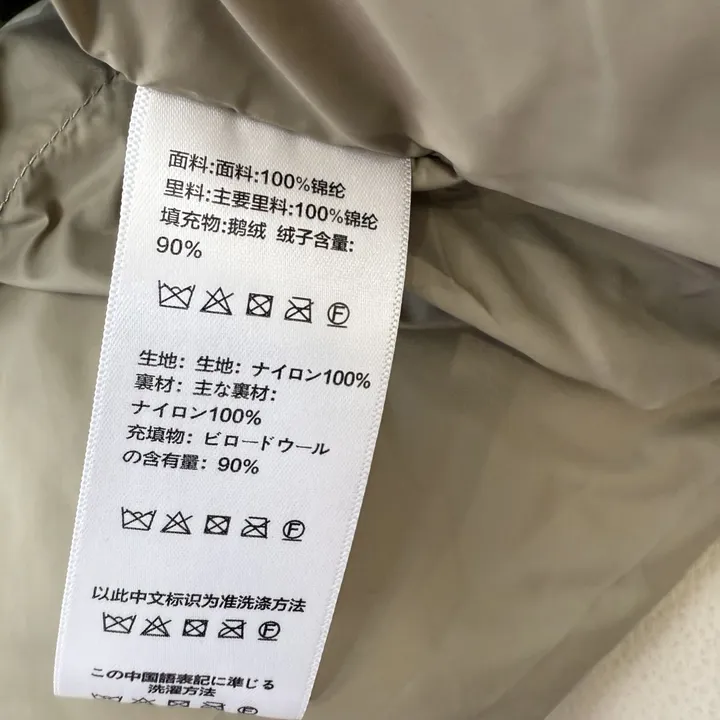 面料:面料:100%锦纶
里料:主要里料:100%锦纶
填充物:鹅绒 绒子含量:
90%
生地: 生地: ナイロン100%
裏材: 主な裏材:
ナイロン100%
充填物: ビロードウール
の含有量: 90%
以此中文标识为准洗涤方法
この中国語表記に準じる
洗濯方法